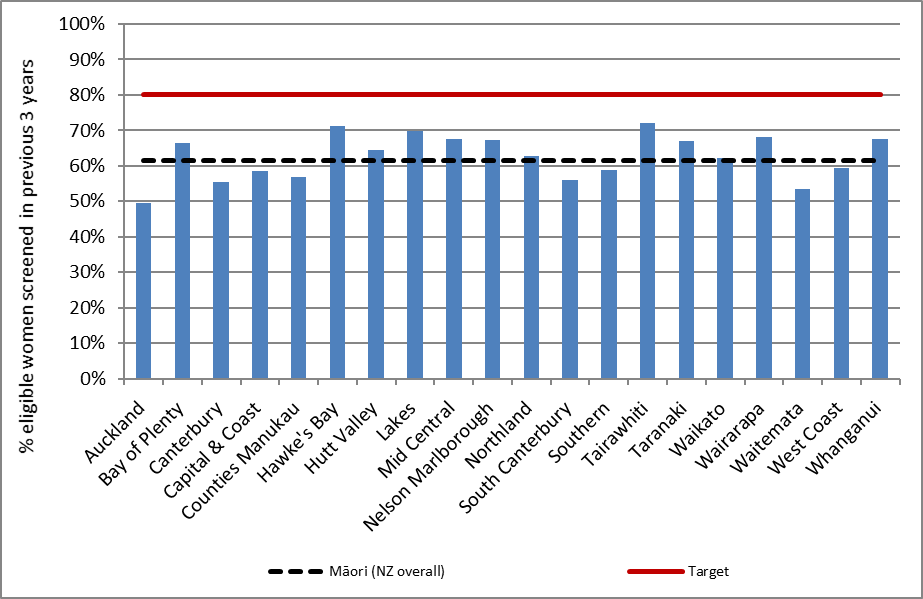 % eligible women screened in previous 3 years
100%
90%
80%
70%
60%
50%
40%
30%
20%
10%
0%
Auckland
Bay of Plenty
Canterbury
Capital & Coast
Counties Manukau
Hawke's Bay
Hutt Valley
Lakes
Mid Central
Nelson Marlborough
Northland
South Canterbury
Southern
Tairawhiti
Taranaki
Waikato
Wairarapa
Waitemata
West Coast
Whanganui
Māori (NZ overall)
Target